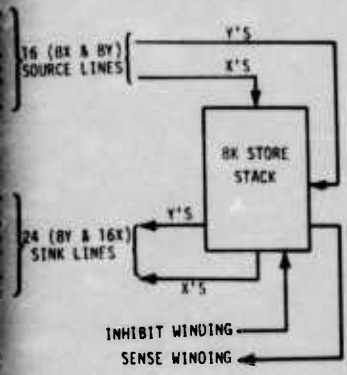 Y'S
16 (8X & 8Y)
SOURCE LINES
X'S
8K STORE
STACK
Y'S
24 (8Y & 16X)
SINK LINES
X'S
INHIBIT WINDING
SENSE WINDING